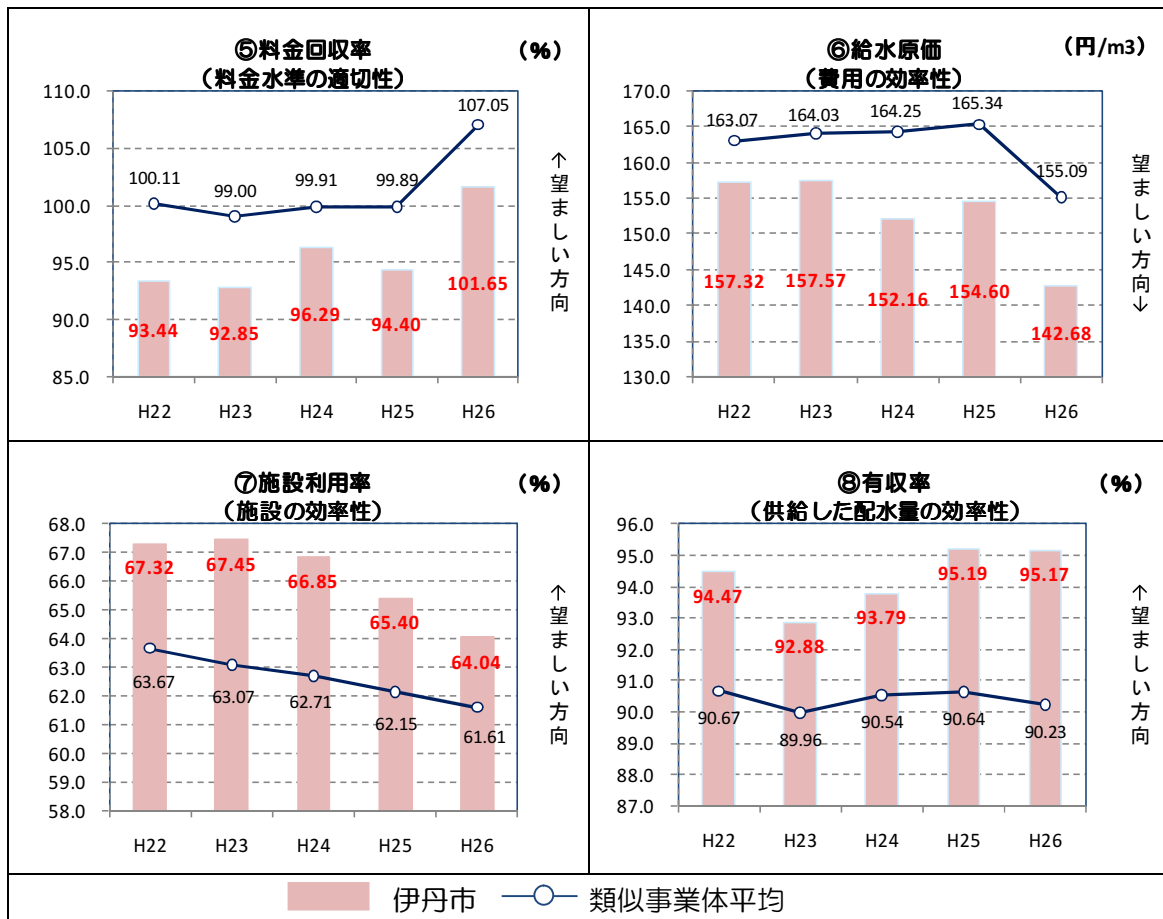 ⑤料金回収率 (%)
(料金水準の適切性)
110.0
105.0
100.0
95.0
90.0
85.0
100.11 99.00 99.91 99.89 107.05
93.44 92.85 96.29 94.40 101.65
H22 H23 H24 H25 H26
↑望ましい方向
⑥給水原価 (円/m3)
(費用の効率性)
170.0
165.0
160.0
155.0
150.0
145.0
140.0
135.0
130.0
163.07 164.03 164.25 165.34 155.09
157.32 157.57 152.16 154.60 142.68
H22 H23 H24 H25 H26
望ましい方向↓
⑦施設利用率 (%)
(施設の効率性)
68.0
67.0
66.0
65.0
64.0
63.0
62.0
61.0
60.0
59.0
58.0
67.32 67.45 66.85 65.40 64.04
63.67 63.07 62.71 62.15 61.61
H22 H23 H24 H25 H26
↑望ましい方向
⑧有収率 (%)
(供給した配水量の効率性)
96.0
95.0
94.0
93.0
92.0
91.0
90.0
89.0
88.0
87.0
94.47 92.88 93.79 95.19 95.17
90.67 89.96 90.54 90.64 90.23
H22 H23 H24 H25 H26
↑望ましい方向
伊丹市 類似事業体平均